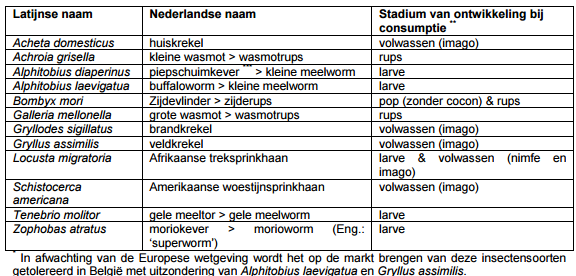 Latijnse naam Nederlandse naam Stadium van ontwikkeling bij
consumptie **
Acheta domesticus huiskrekel volwassen (imago)
Achroia grisella kleine wasmot > wasmotrups rups
Alphitobius diaperinus piepschuimkever *** > kleine meelworm larve
Alphitobius laevigatua buffaloworm > kleine meelworm larve
Bombyx mori Zijdevlinder > zijderups pop (zonder cocon) & rups
Galleria mellonella grote wasmot > wasmotrups rups
Gryllodes sigillatus brandkrekel volwassen (imago)
Gryllus assimilis veldkrekel volwassen (imago)
Locusta migratoria Afrikaanse treksprinkhaan larve & volwassen (nimfe en
imago)
Schistocerca Amerikaanse woestijnsprinkhaan volwassen (imago)
americana
Tenebrio molitor gele meeltor > gele meelworm larve
Zophobas atratus moriokever > morioworm (Eng.: larve
'superworm')
* In afwachting van de Europese wetgeving wordt het op de markt brengen van deze insectensoorten
getolereerd in België met uitzondering van Alphitobius laevigatua en Gryllus assimilis.